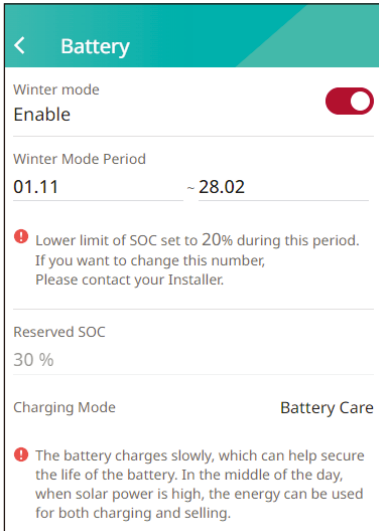 Battery
Winter mode
Enable
Winter Mode Period
01.11 ~ 28.02
Lower limit of SOC set to 20% during this period.
If you want to change this number,
Please contact your Installer.
Reserved SOC
30 %
Charging Mode Battery Care
The battery charges slowly, which can help secure
the life of the battery. In the middle of the day,
when solar power is high, the energy can be used
for both charging and selling.